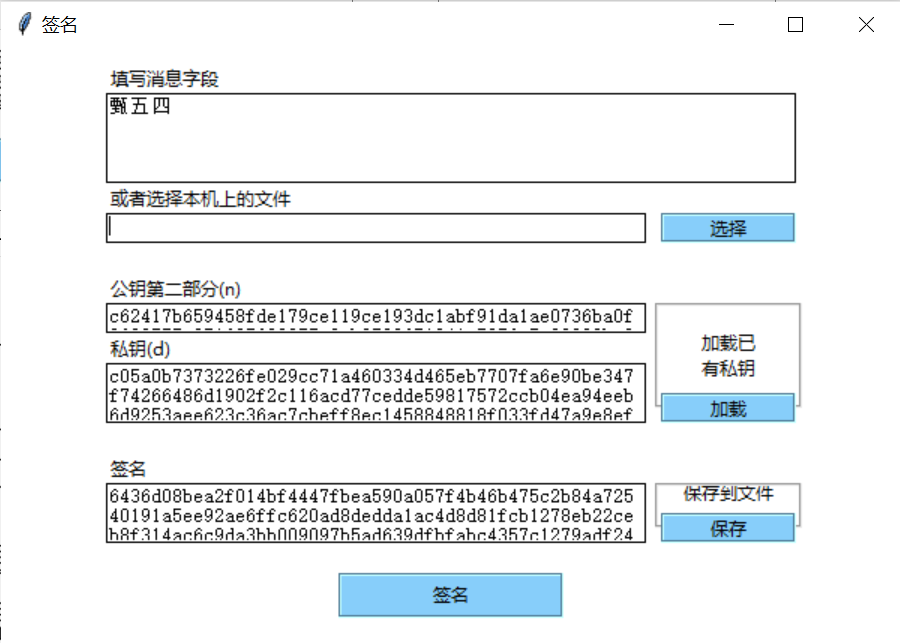 签名
填写消息字段
甄五四
或者选择本机上的文件
选择
公钥第二部分(n)
c62417b659458fde179ce119ce193dc1abf91da1ae0736ba0f
私钥(d)
c05a0b7373226fe029cc71a460334d465eb7707fa6e90be347
f74266486d1902f2c116acd77cedde59817572ccb04ea94eeb
6d9253aee623c36ac7cbeff8ec1458848818f033fd47a9e8ef
加载已
有私钥
加载
签名
6436d08bea2f014bf4447fbea590a057f4b46b475c2b84a725
40191a5ee92ae6ffc620ad8dedda1ac4d8d81fcb1278eb22ce
b8f314ac6c9da3bb009097b5ad639dfbfabc4357c1279adf24
保存到文件
保存
签名